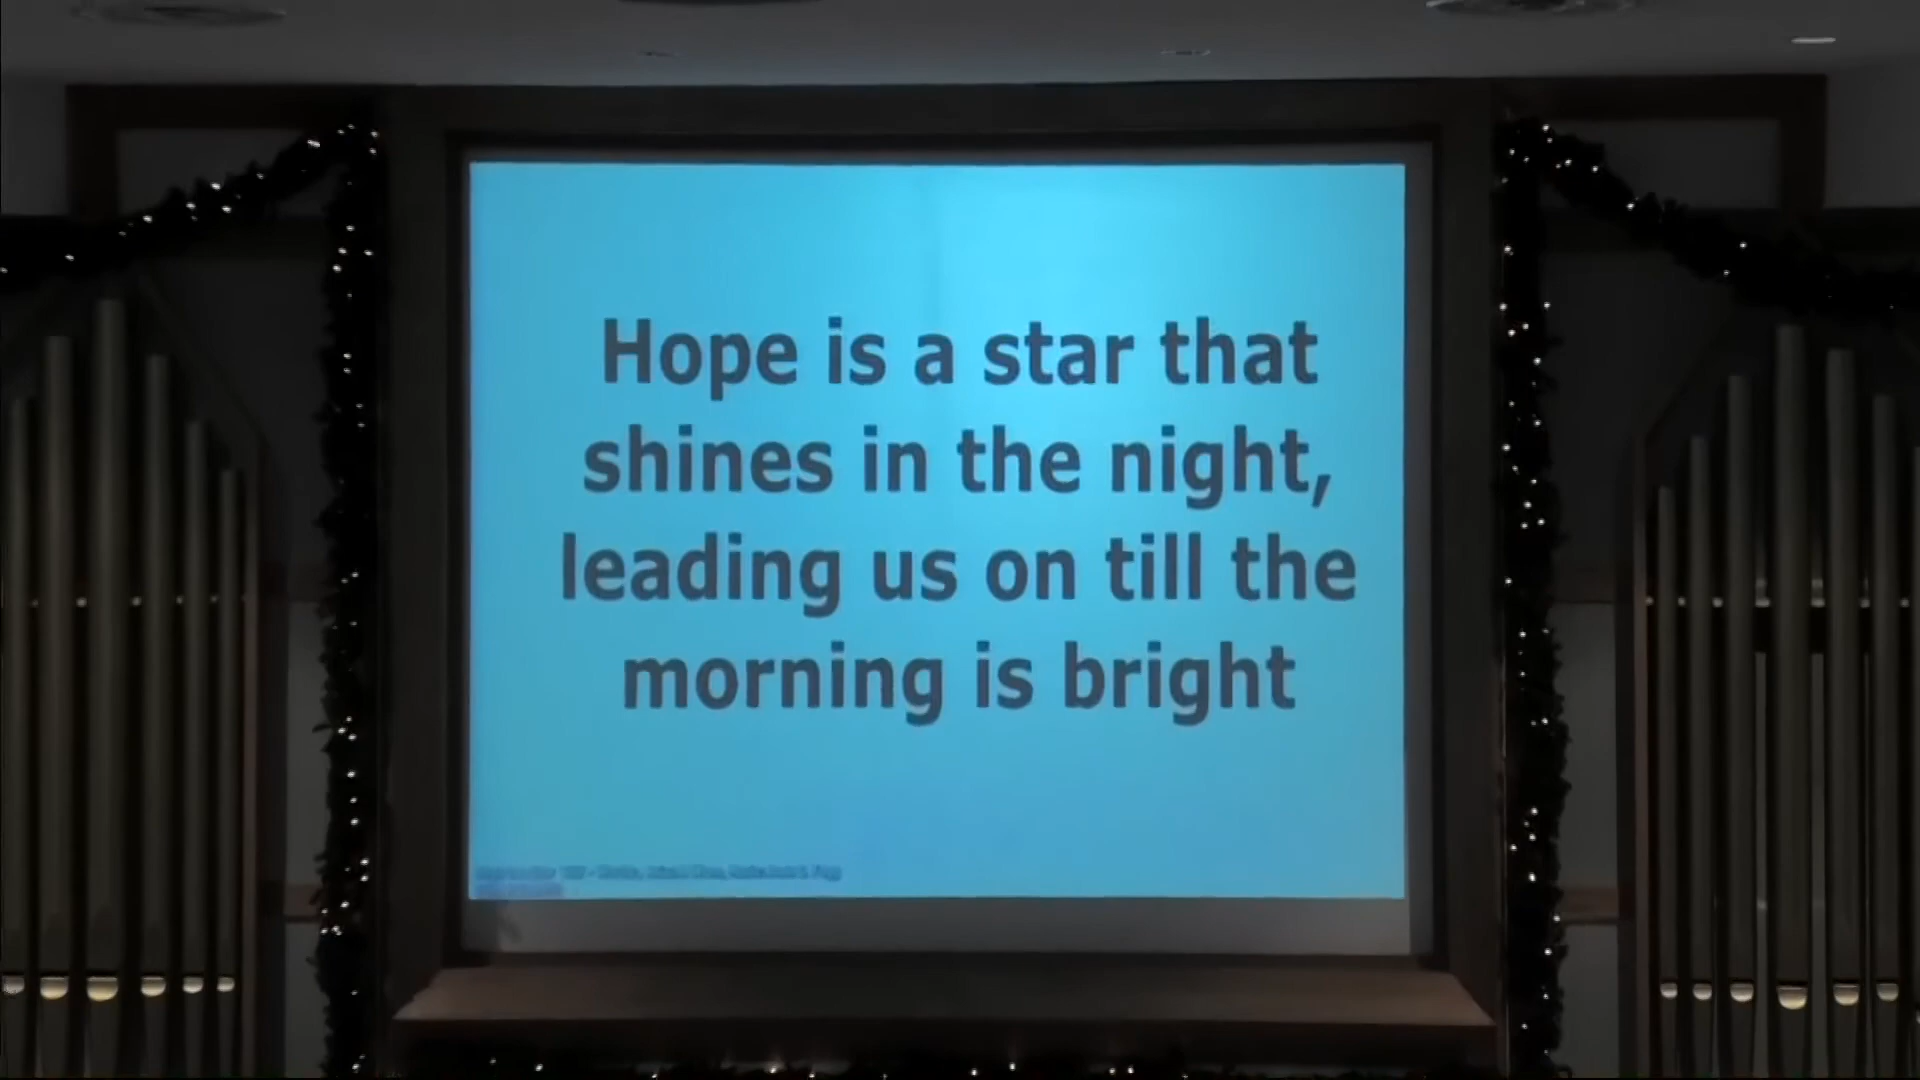 Hope is a star that
shines in the night,
leading us on till the
morning is bright